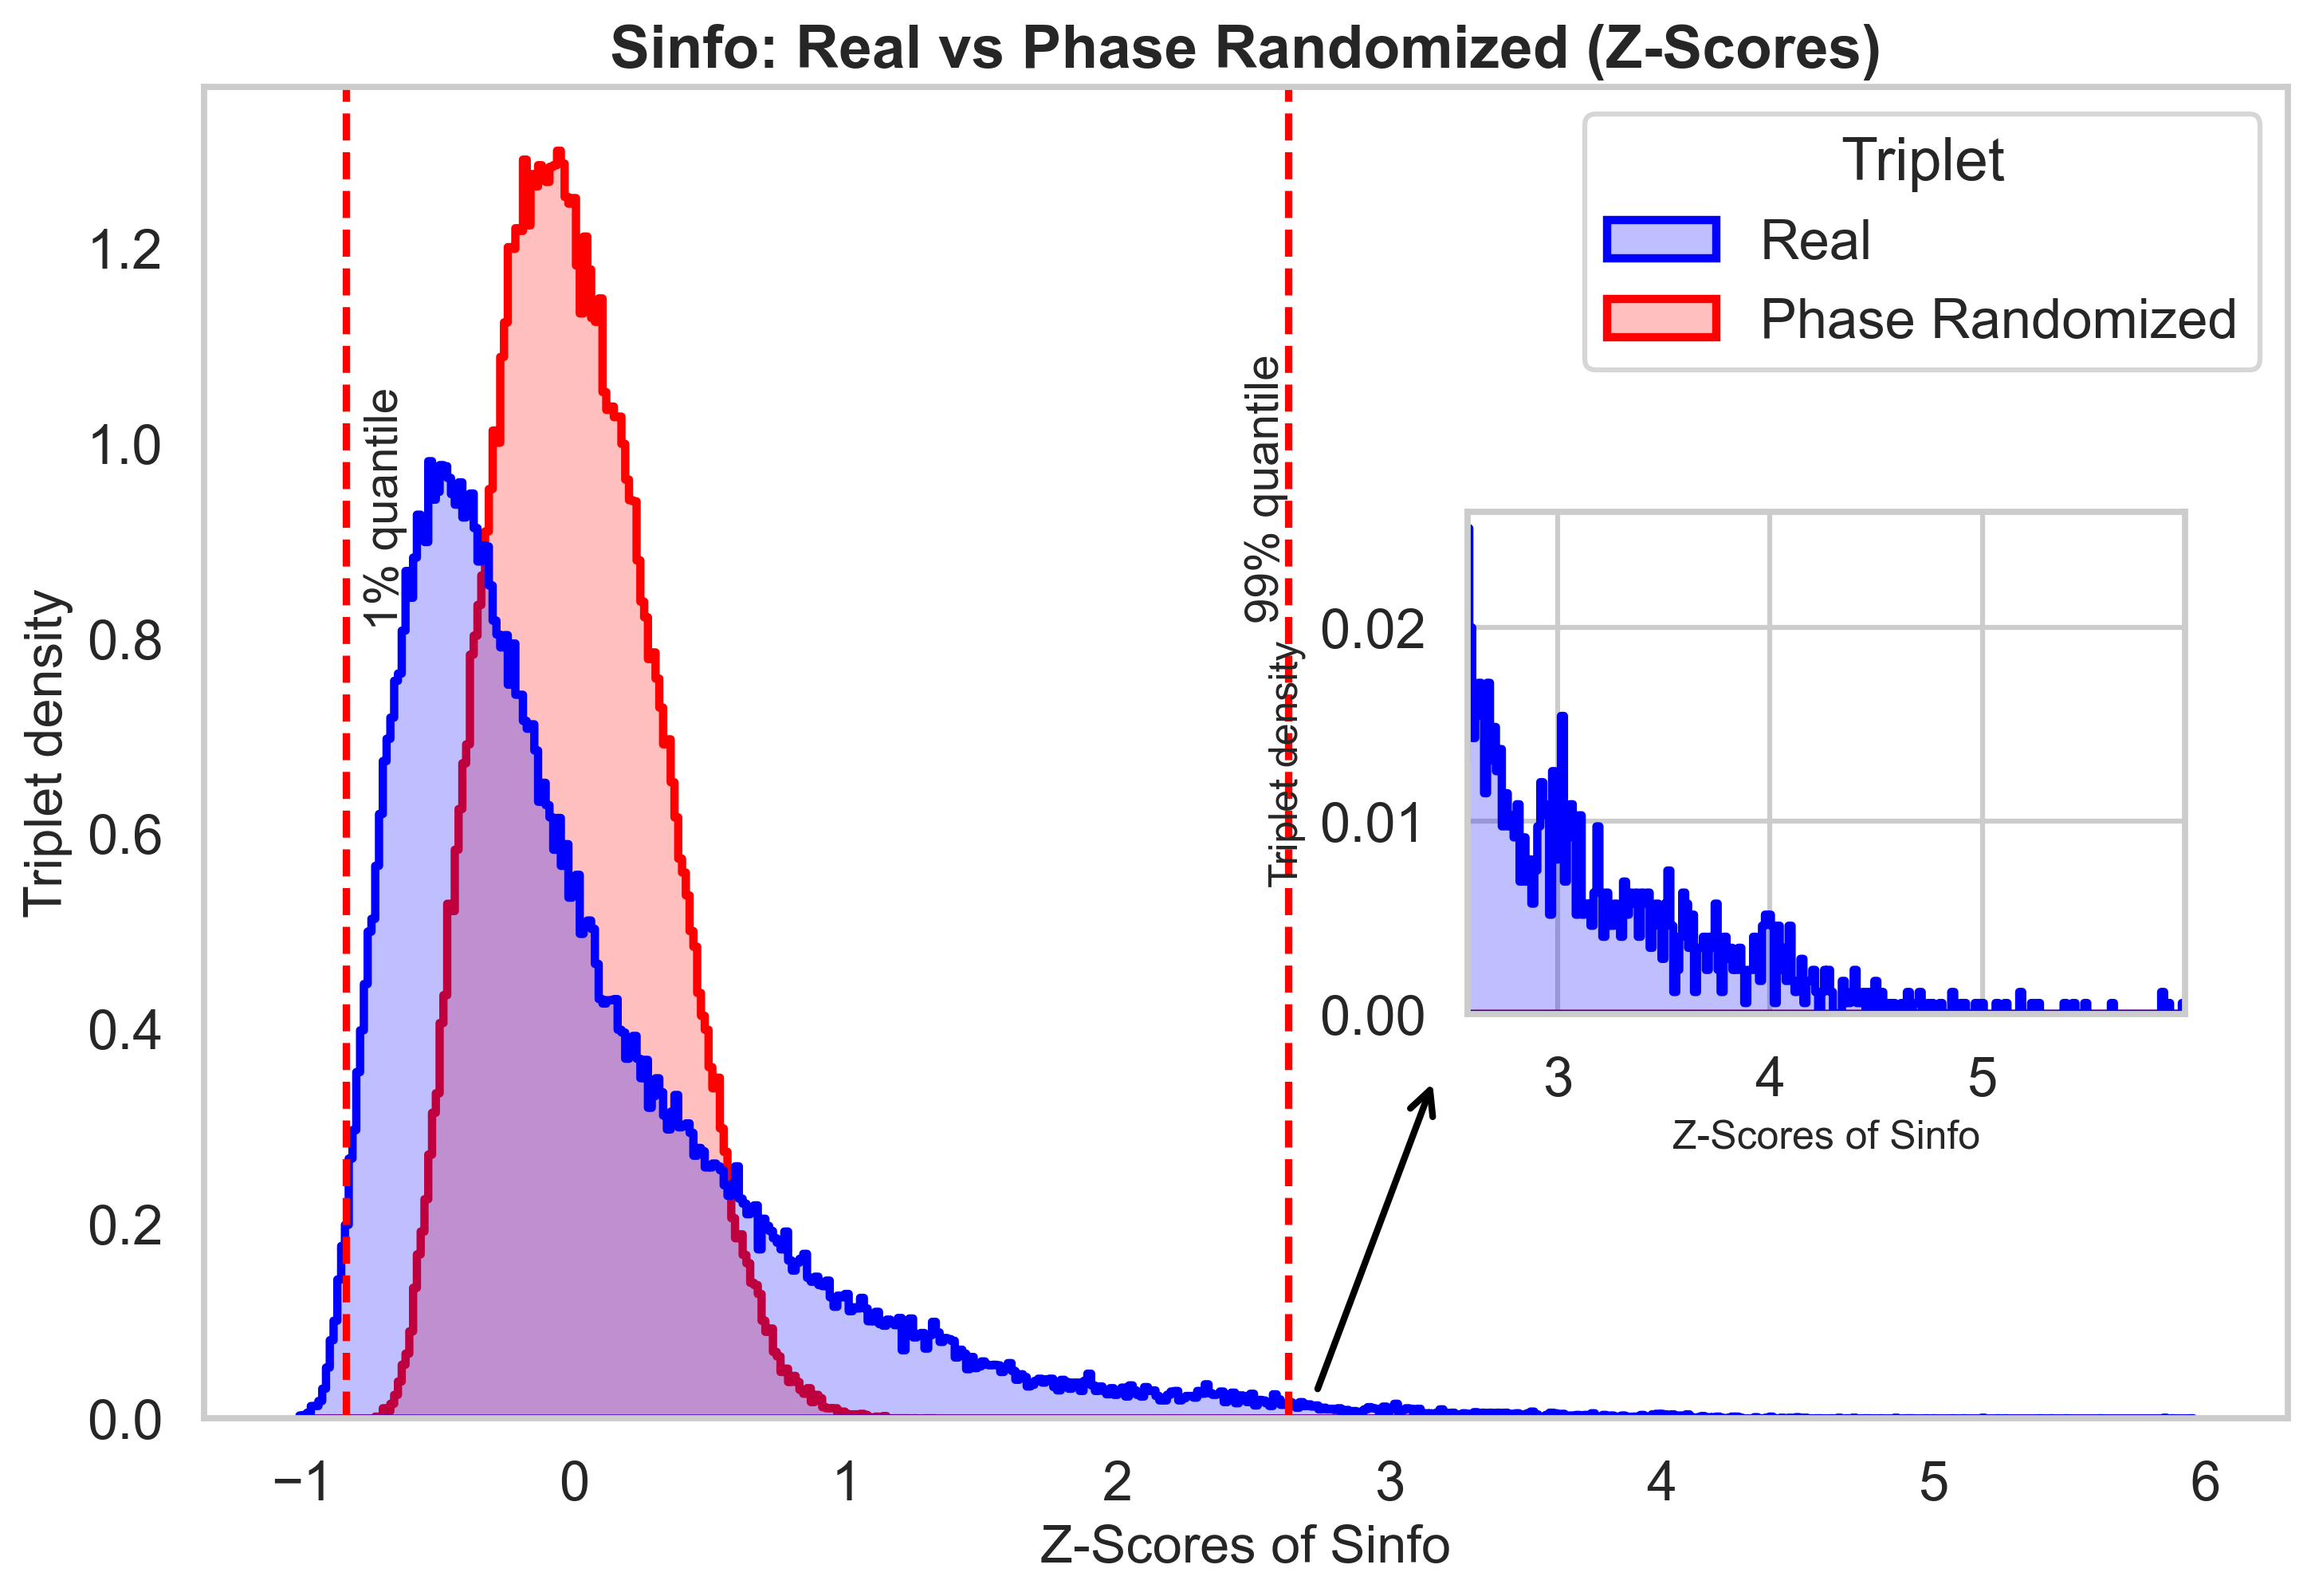 Sinfo: Real vs Phase Randomized (Z-Scores)
Triplet
Real
Phase Randomized
1% quantile
99% quantile
Triplet density
1.2
1.0
0.8
0.6
0.4
0.2
0.0
−1
0
1
2
3
4
5
6
Z-Scores of Sinfo
Triplet density
0.02
0.01
0.00
3
4
5
Z-Scores of Sinfo